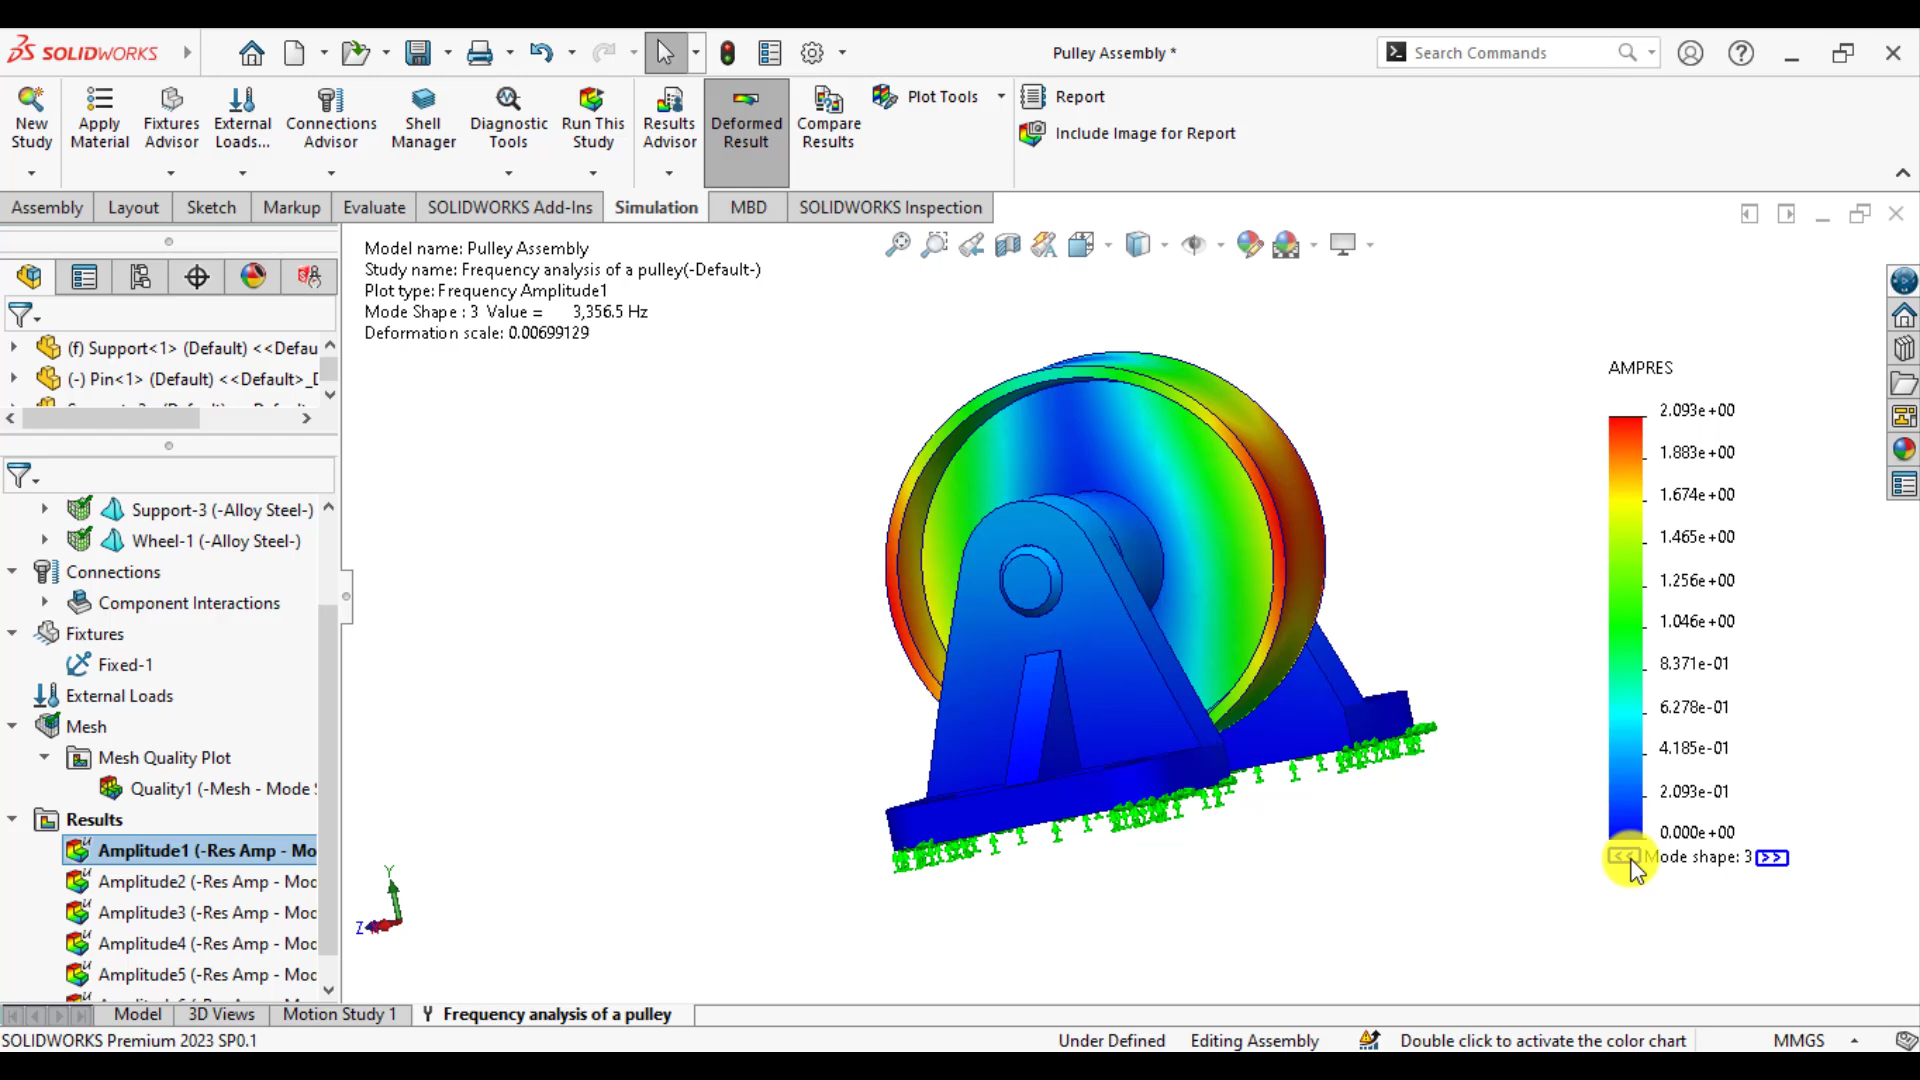 SOLIDWORKS
Pulley Assembly *
Search Commands
New Study
Apply Material
Fixtures Advisor
External Loads...
Connections Advisor
Shell Manager
Diagnostic Tools
Run This Study
Results Advisor
Deformed Result
Compare Results
Plot Tools
Report
Include Image for Report
Assembly
Layout
Sketch
Markup
Evaluate
SOLIDWORKS Add-Ins
Simulation
MBD
SOLIDWORKS Inspection
Model name: Pulley Assembly
Study name: Frequency analysis of a pulley(-Default-)
Plot type: Frequency Amplitude1
Mode Shape : 3 Value = 3,356.5 Hz
Deformation scale: 0.00699129
(f) Support<1> (Default) <<Defau
(-) Pin<1> (Default) <<Default>_D
Support-3 (-Alloy Steel-)
Wheel-1 (-Alloy Steel-)
Connections
Component Interactions
Fixtures
Fixed-1
External Loads
Mesh
Mesh Quality Plot
Quality1 (-Mesh - Mode S
Results
Amplitude1 (-Res Amp - Mo
Amplitude2 (-Res Amp - Moc
Amplitude3 (-Res Amp - Moc
Amplitude4 (-Res Amp - Moc
Amplitude5 (-Res Amp - Moc
AMPRES
2.093e+00
1.883e+00
1.674e+00
1.465e+00
1.256e+00
1.046e+00
8.371e-01
6.278e-01
4.185e-01
2.093e-01
0.000e+00
<< Mode shape: 3 >>
Y
Z
Model
3D Views
Motion Study 1
Frequency analysis of a pulley
SOLIDWORKS Premium 2023 SP0.1
Under Defined
Editing Assembly
Double click to activate the color chart
MMGS